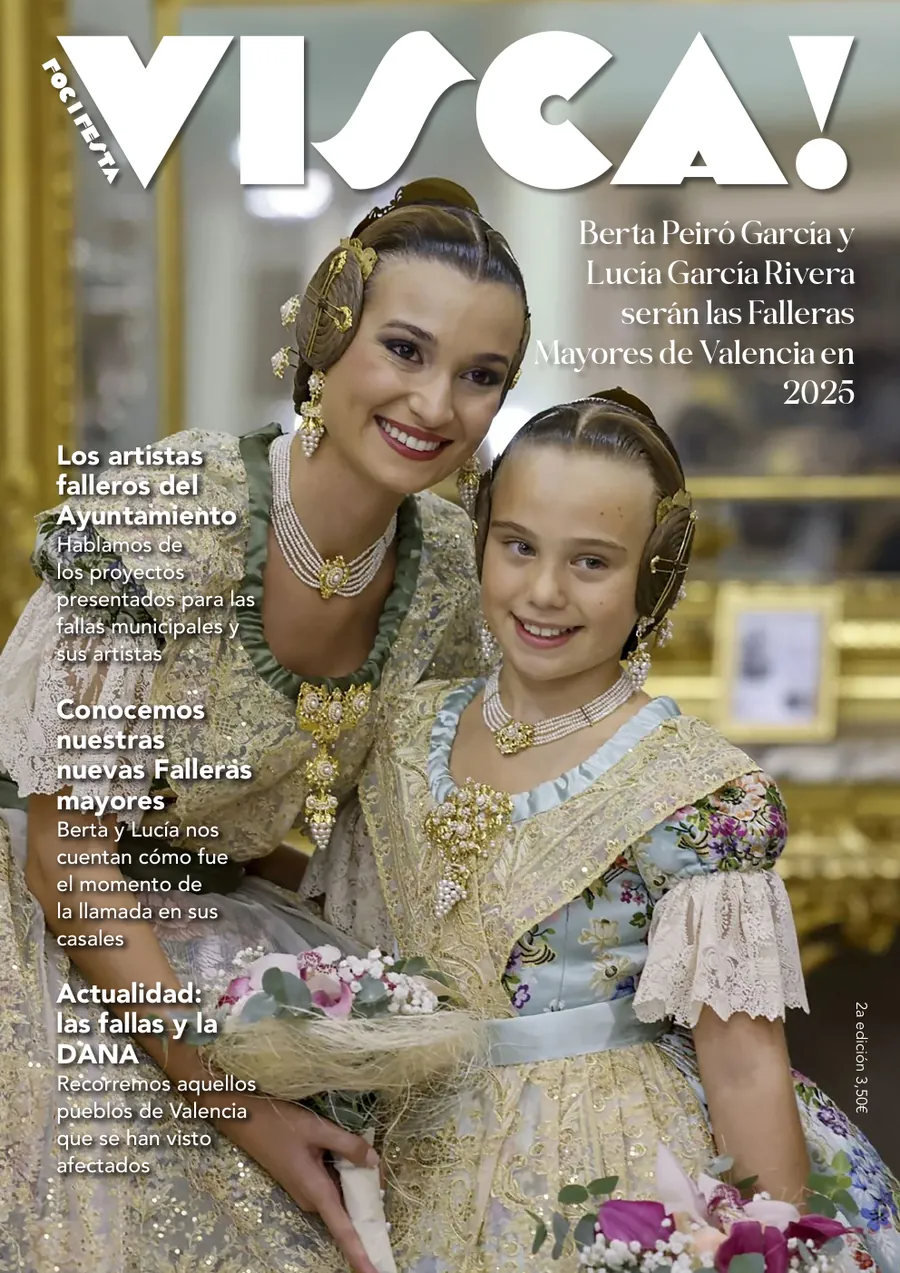 VISCA!
FOC I FESTA
Berta Peiró García y
Lucía García Rivera
serán las Falleras
Mayores de Valencia en
2025
Los artistas
falleros del
Ayuntamiento
Hablamos de
los proyectos
presentados para las
fallas municipales y
sus artistas
Conocemos
nuestras
nuevas Falleras
mayores
Berta y Lucía nos
cuentan cómo fue
el momento de
la llamada en sus
casales
Actualidad:
las fallas y la
DANA
Recorremos aquellos
pueblos de Valencia
que se han visto
afectados
2a edición 3,50€